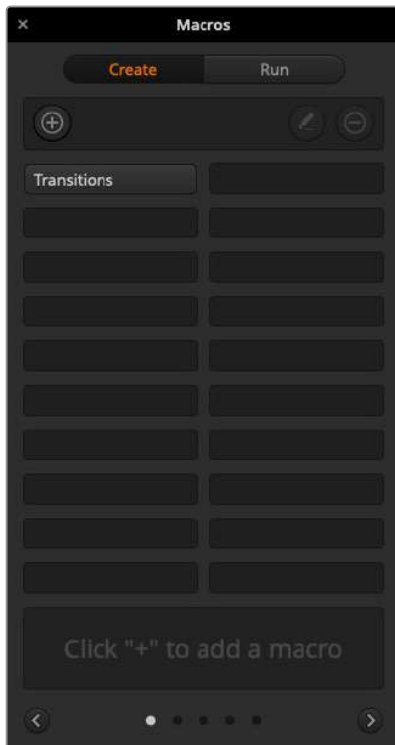 Macros
Create
Run
Transitions
Click "+" to add a macro